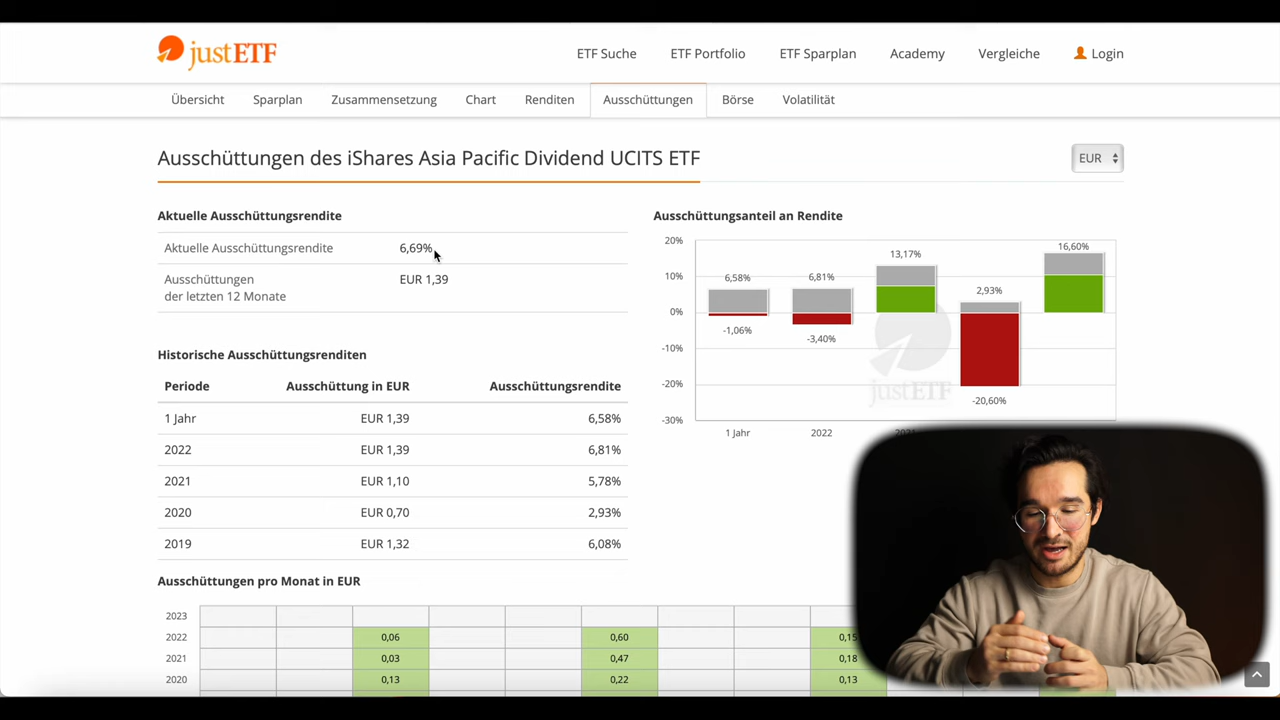 justETF
ETF Suche
ETF Portfolio
ETF Sparplan
Academy
Vergleiche
Login
Übersicht
Sparplan
Zusammensetzung
Chart
Renditen
Ausschüttungen
Börse
Volatilität
Ausschüttungen des iShares Asia Pacific Dividend UCITS ETF
EUR
Aktuelle Ausschüttungsrendite
Aktuelle Ausschüttungsrendite 6,69%
Ausschüttungen EUR 1,39
der letzten 12 Monate
Historische Ausschüttungsrenditen
Periode Ausschüttung in EUR Ausschüttungsrendite
1 Jahr EUR 1,39 6,58%
2022 EUR 1,39 6,81%
2021 EUR 1,10 5,78%
2020 EUR 0,70 2,93%
2019 EUR 1,32 6,08%
Ausschüttungsanteil an Rendite
20%
10%
0%
-10%
-20%
-30%
6,58%
-1,06%
6,81%
-3,40%
13,17%
2,93%
-20,60%
16,60%
justETF
1 Jahr
2022
Ausschüttungen pro Monat in EUR
2023
2022 0,06 0,60 0,15
2021 0,03 0,47 0,18
2020 0,13 0,22 0,13